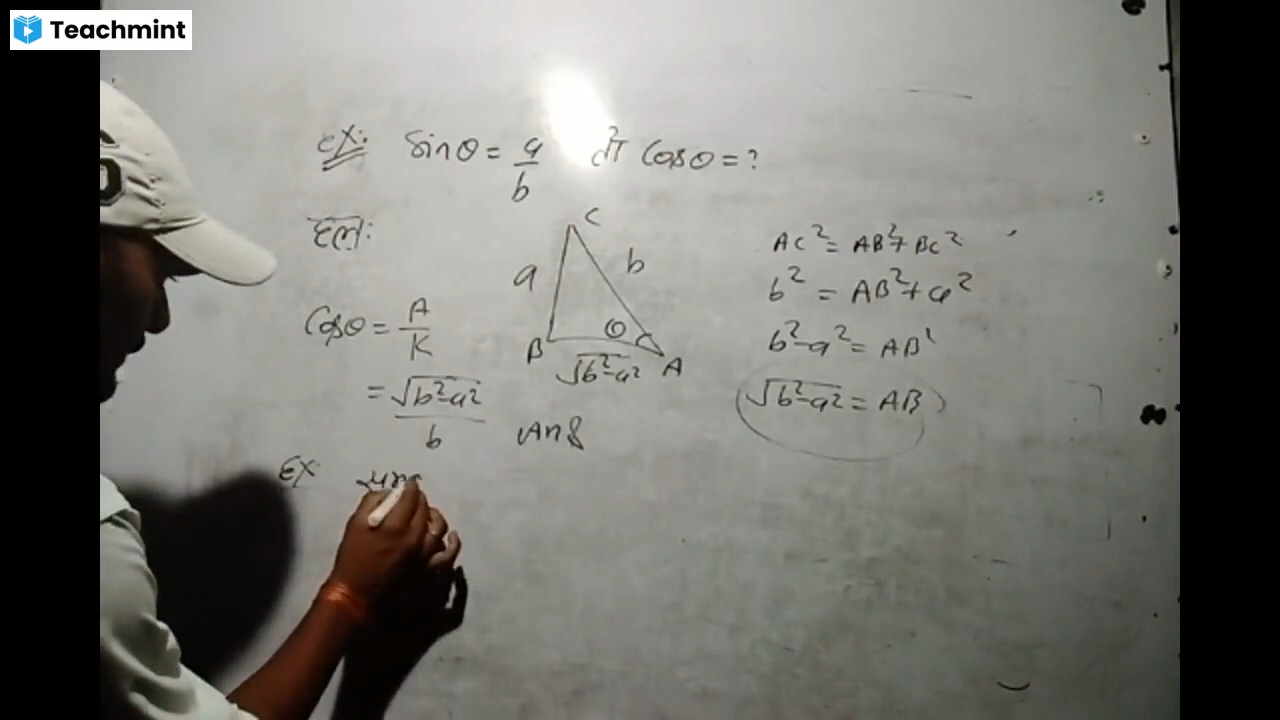 Teachmint
Ex: Sinθ = a/b तो Cosθ = ?
हल:
C
a
b
θ
B
A
√b²-a²
AC² = AB² + BC²
b² = AB² + a²
b² - a² = AB²
√b²-a² = AB
Cosθ = A/K
= √b²-a²/b Ans
Ex: